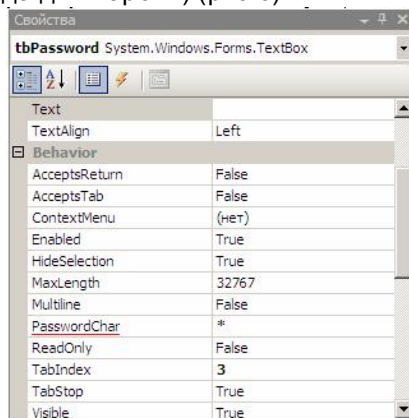 Свойства
tbPassword System.Windows.Forms.TextBox
Text
TextAlign Left
Behavior
AcceptsReturn False
AcceptsTab False
ContextMenu (нет)
Enabled True
HideSelection True
MaxLength 32767
Multiline False
PasswordChar *
ReadOnly False
TabIndex 3
TabStop True
Visible True